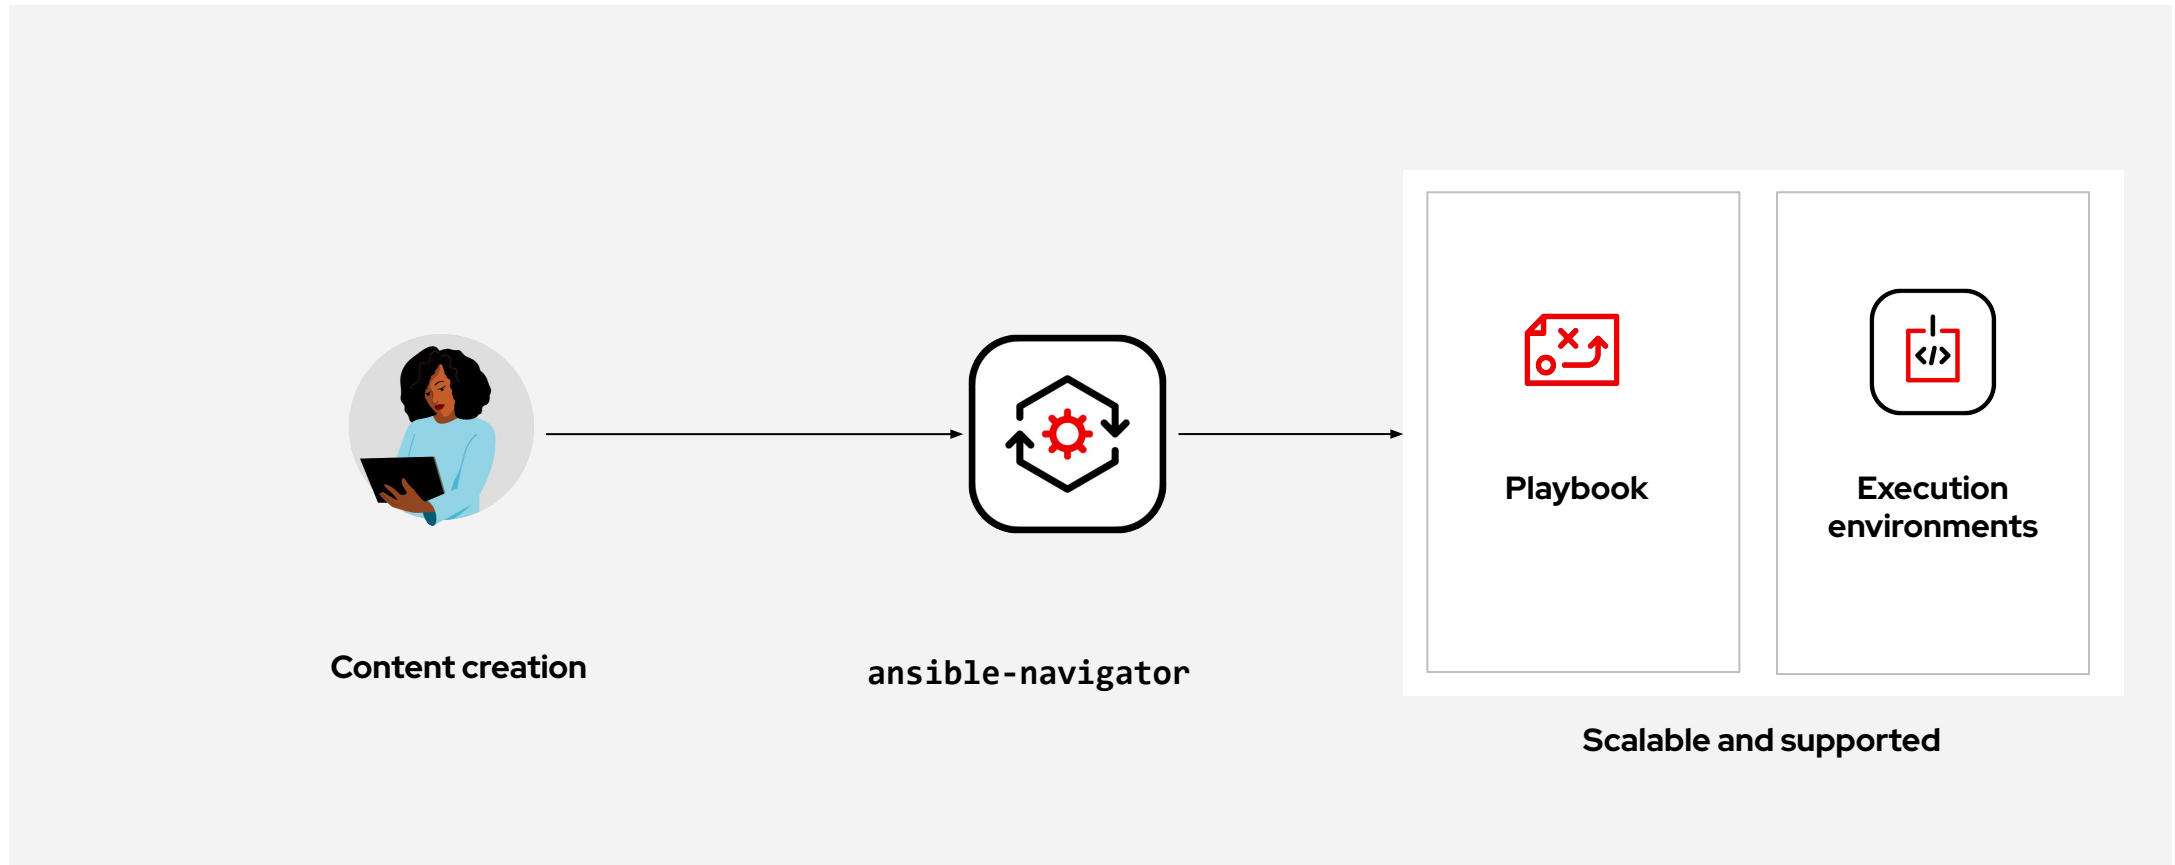 Content creation
ansible-navigator
Playbook
Execution
environments
Scalable and supported